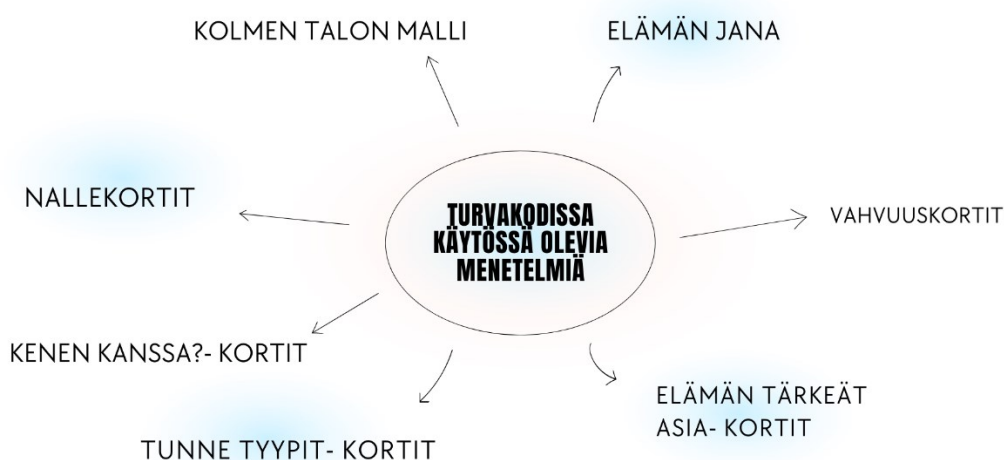 KOLMEN TALON MALLI
ELÄMÄN JANA
NALLEKORTIT
TURVAKODISSA
KÄYTÖSSÄ OLEVIA
MENETELMIÄ
VAHVUUSKORTIT
KENEN KANSSA?- KORTIT
ELÄMÄN TÄRKEÄT
ASIA- KORTIT
TUNNE TYYPIT- KORTIT